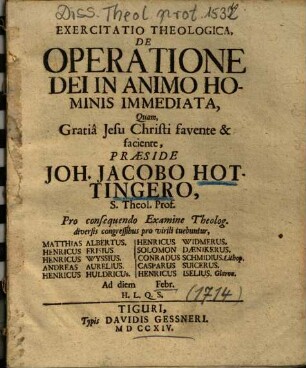 Diss. Theol. prot. 1532
EXERCITATIO THEOLOGICA,
DE
OPERATIONE
DEI IN ANIMO HO-
MINIS IMMEDIATA,
Quam,
Gratiâ Jesu Christi favente &
faciente,
PRÆSIDE
JOH. JACOBO HOT-
TINGERO,
S. Theol. Prof.
Pro consequendo Examine Theolog.
diversis congressibus pro virili tuebuntur,
MATTHIAS ALBERTUS,
HENRICUS ERNIUS
HENRICUS WYSSIUS,
ANDREAS AURELIUS,
HENRICUS HULDRICUS,
HENRICUS WIDMERUS,
SOLOMON DÆNIKERUS,
CONRADUS SCHMIDIUS,
CASPARUS SUICERUS,
HENRICUS ISELIUS, Glaron.
Ad diem Febr.
H. L. Q. S. (1714)
TIGURI,
Typis DAVIDIS GESSNERI.
MDCCXIV.